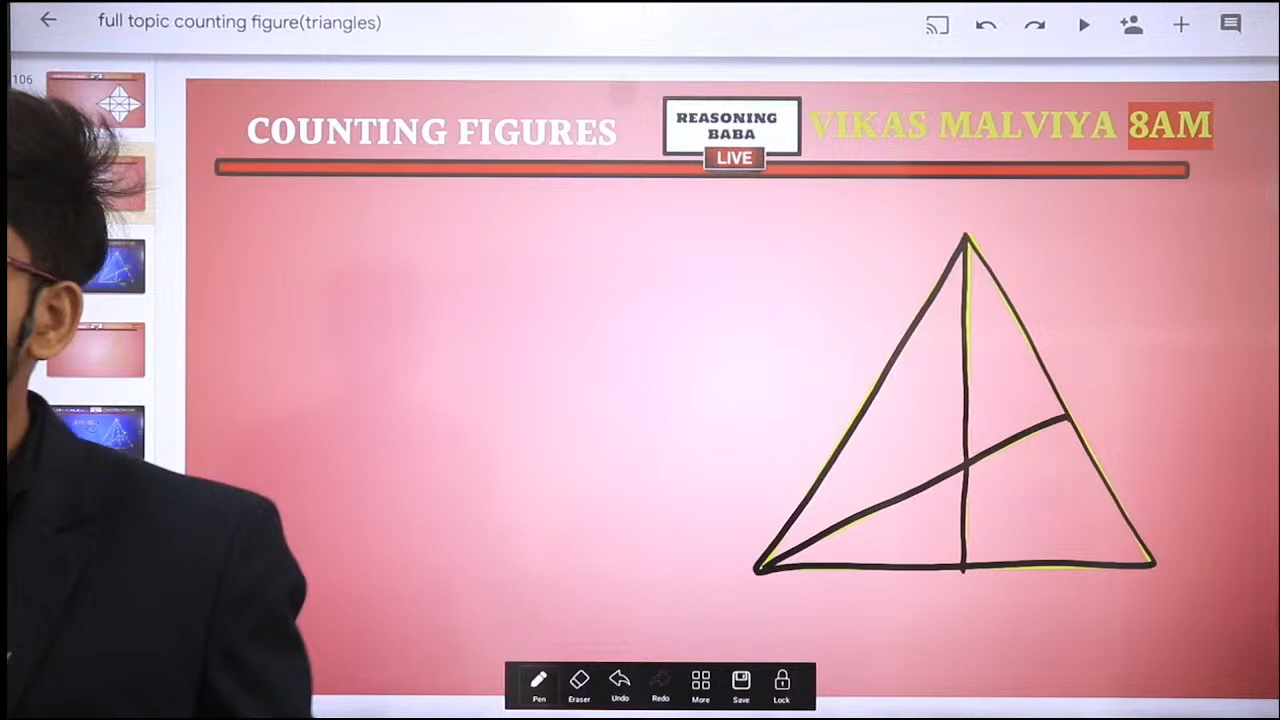 full topic counting figure(triangles)
106
COUNTING FIGURES
REASONING
BABA
LIVE
VIKAS MALVIYA 8AM
Pen
Eraser
Undo
Redo
More
Save
Lock